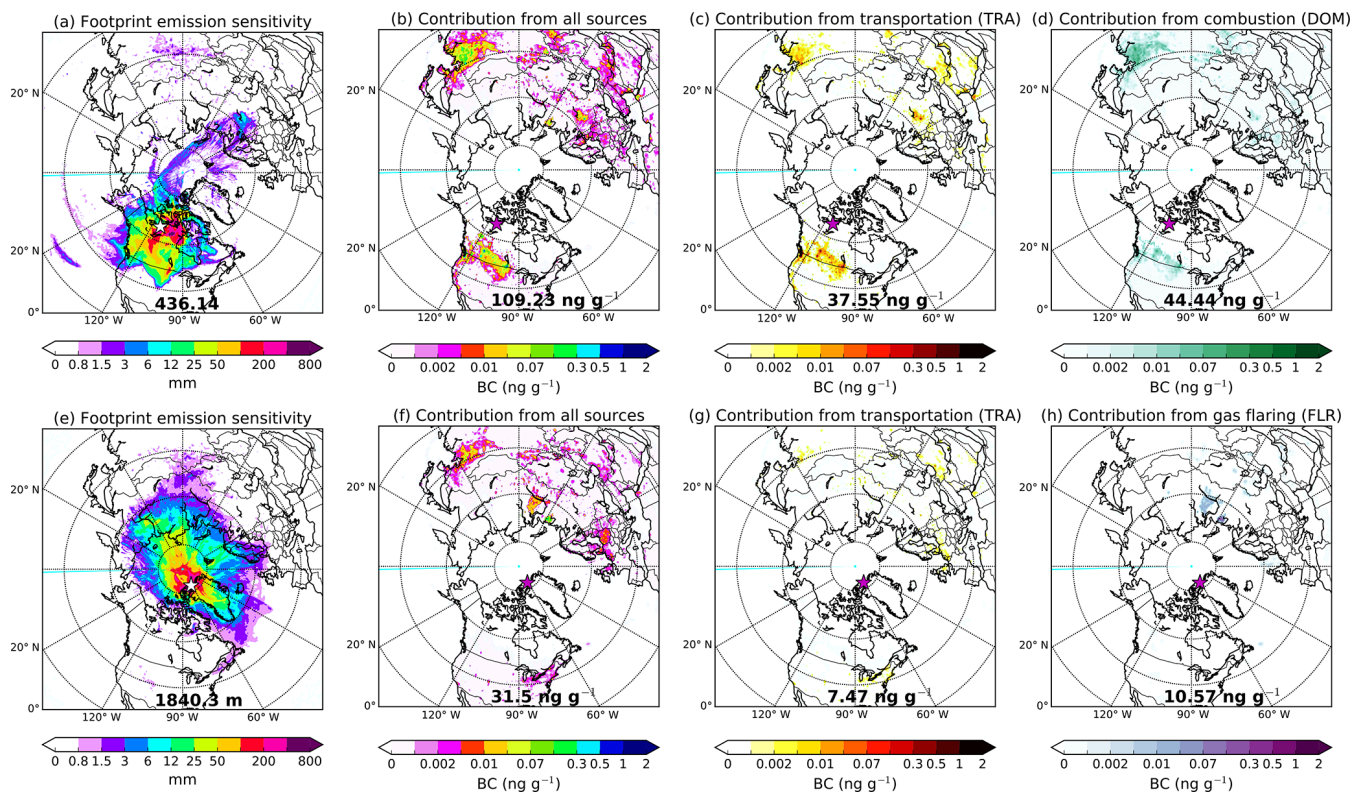 (a) Footprint emission sensitivity
(b) Contribution from all sources
(c) Contribution from transportation (TRA)
(d) Contribution from combustion (DOM)
20° N 20° N 20° N 20° N
20° N 20° N 20° N 20° N
0° 0° 0° 0°
436.14
109.23 ng g⁻¹
37.55 ng g⁻¹
44.44 ng g⁻¹
120° W 90° W 60° W
120° W 90° W 60° W
120° W 90° W 60° W
120° W 90° W 60° W
0 0.8 1.5 3 6 12 25 50 200 800
mm
0 0.002 0.01 0.07 0.3 0.5 1 2
BC (ng g⁻¹)
0 0.002 0.01 0.07 0.30 0.5 1 2
BC (ng g⁻¹)
0 0.002 0.01 0.07 0.3 0.5 1 2
BC (ng g⁻¹)
(e) Footprint emission sensitivity
(f) Contribution from all sources
(g) Contribution from transportation (TRA)
(h) Contribution from gas flaring (FLR)
20° N 20° N 20° N 20° N
20° N 20° N 20° N 20° N
0° 0° 0° 0°
1840.3 m
31.5 ng g⁻¹
7.47 ng g⁻¹
10.57 ng g⁻¹
120° W 90° W 60° W
120° W 90° W 60° W
120° W 90° W 60° W
120° W 90° W 60° W
0 0.8 1.5 3 6 12 25 50 200 800
mm
0 0.002 0.01 0.07 0.3 0.5 1 2
BC (ng g⁻¹)
0 0.002 0.01 0.07 0.30 0.5 1 2
BC (ng g⁻¹)
0 0.002 0.01 0.07 0.3 0.5 1 2
BC (ng g⁻¹)